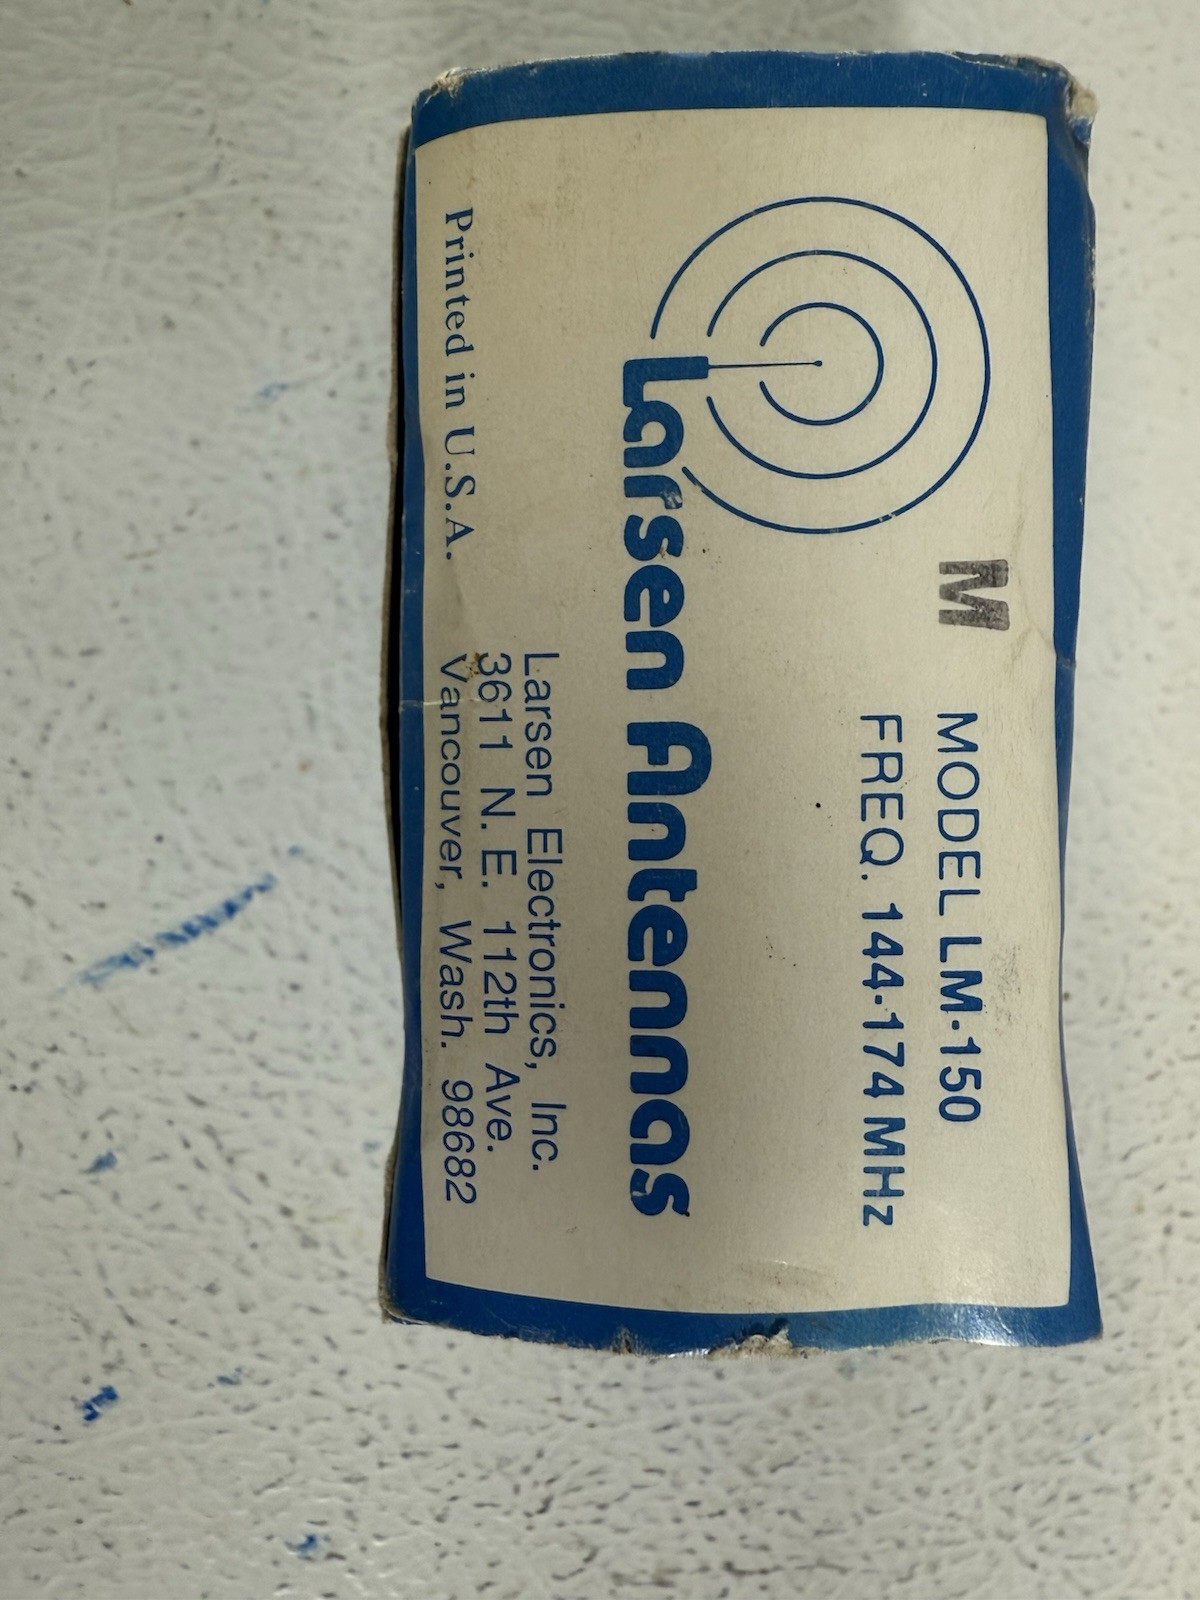 M
MODEL LM-150
FREQ. 144-174 MHz
Larsen Antennas
Larsen Electronics, Inc.
3611 N. E. 112th Ave.
Vancouver, Wash. 98682
Printed in U.S.A.